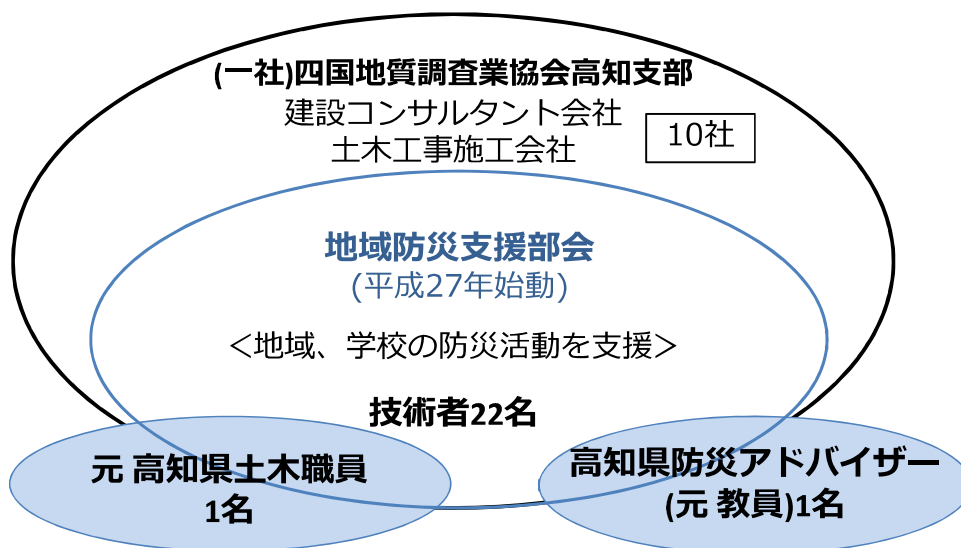 (一社)四国地質調査業協会高知支部
建設コンサルタント会社
土木工事施工会社
10社
地域防災支援部会
(平成27年始動)
＜地域、学校の防災活動を支援＞
技術者22名
元 高知県土木職員
1名
高知県防災アドバイザー
(元 教員)1名